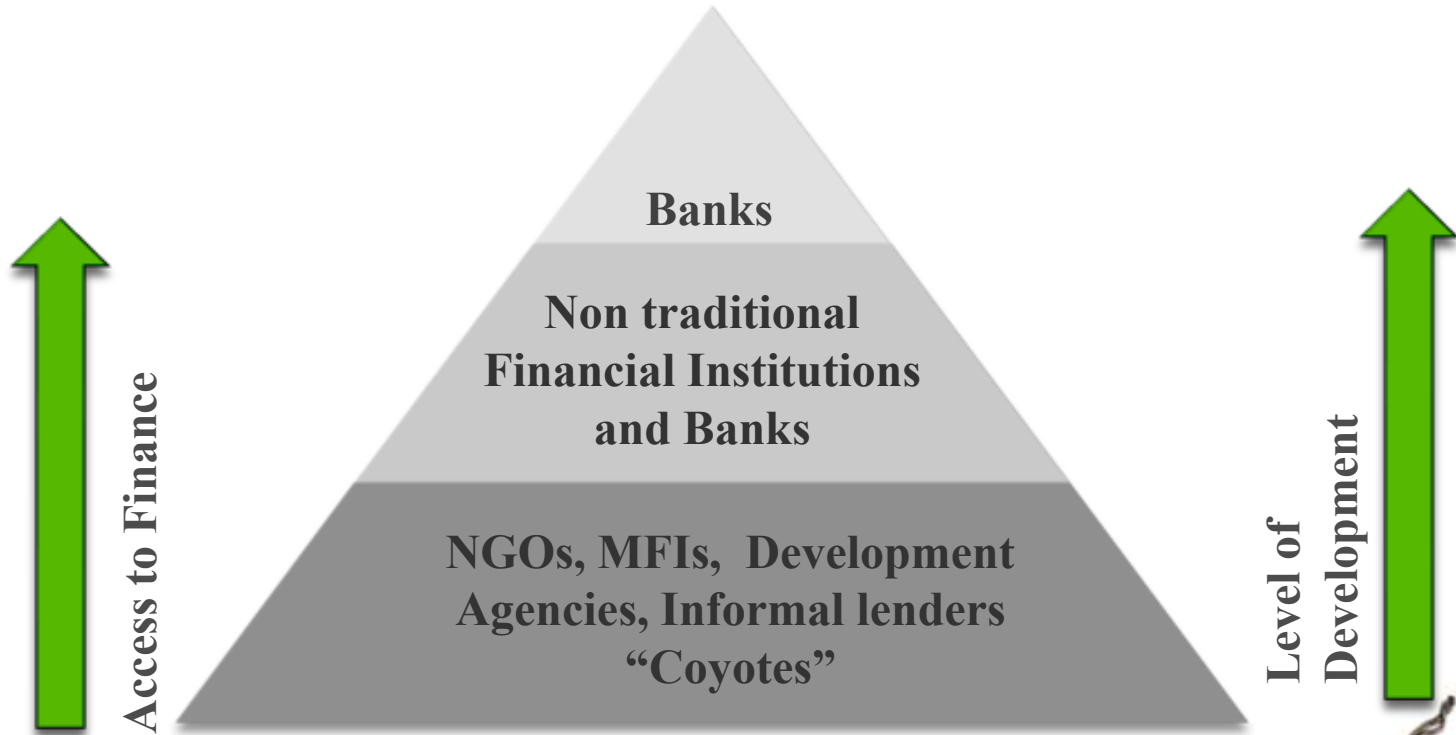 Banks
Non traditional
Financial Institutions
and Banks
NGOs, MFIs, Development
Agencies, Informal lenders
“Coyotes”
Access to Finance
Level of
Development